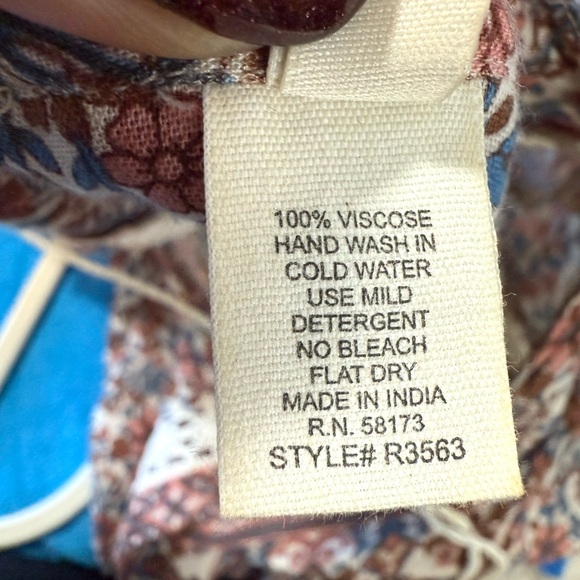 100% VISCOSE
HAND WASH IN
COLD WATER
USE MILD
DETERGENT
NO BLEACH
FLAT DRY
MADE IN INDIA
R.N. 58173
STYLE# R3563